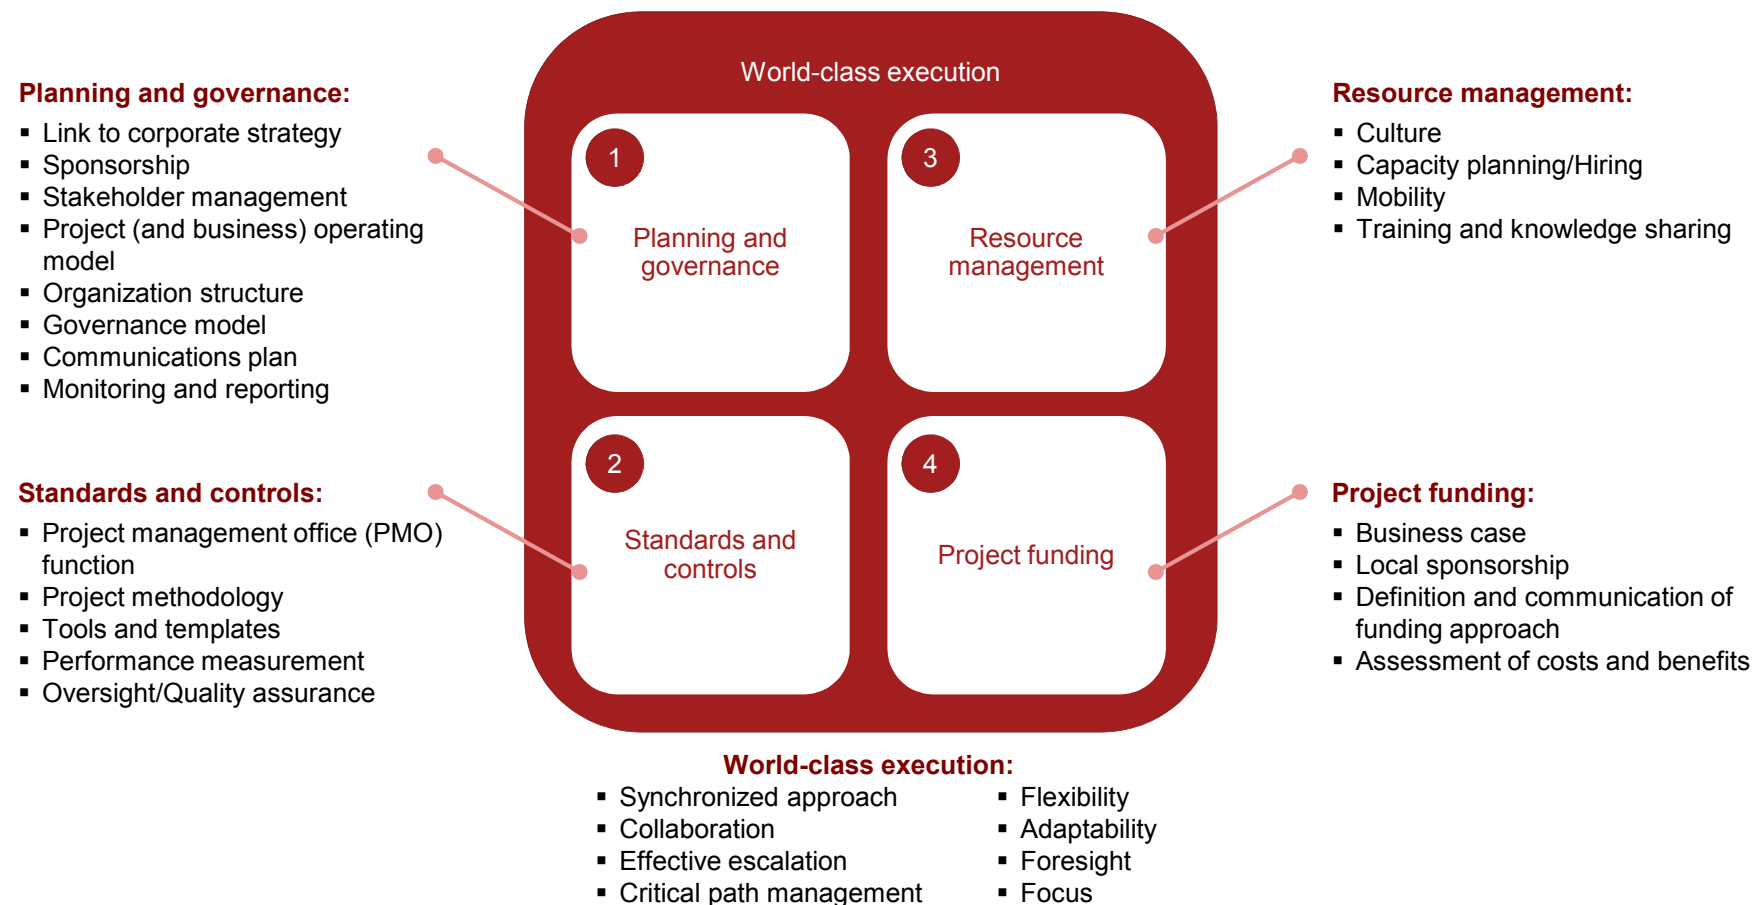 World-class execution
Planning and governance:
▪ Link to corporate strategy
▪ Sponsorship
▪ Stakeholder management
▪ Project (and business) operating
model
▪ Organization structure
▪ Governance model
▪ Communications plan
▪ Monitoring and reporting
1
Planning and
governance
3
Resource
management
Resource management:
▪ Culture
▪ Capacity planning/Hiring
▪ Mobility
▪ Training and knowledge sharing
Standards and controls:
▪ Project management office (PMO)
function
▪ Project methodology
▪ Tools and templates
▪ Performance measurement
▪ Oversight/Quality assurance
2
Standards and
controls
4
Project funding
Project funding:
▪ Business case
▪ Local sponsorship
▪ Definition and communication of
funding approach
▪ Assessment of costs and benefits
World-class execution:
▪ Synchronized approach
▪ Collaboration
▪ Effective escalation
▪ Critical path management
▪ Flexibility
▪ Adaptability
▪ Foresight
▪ Focus